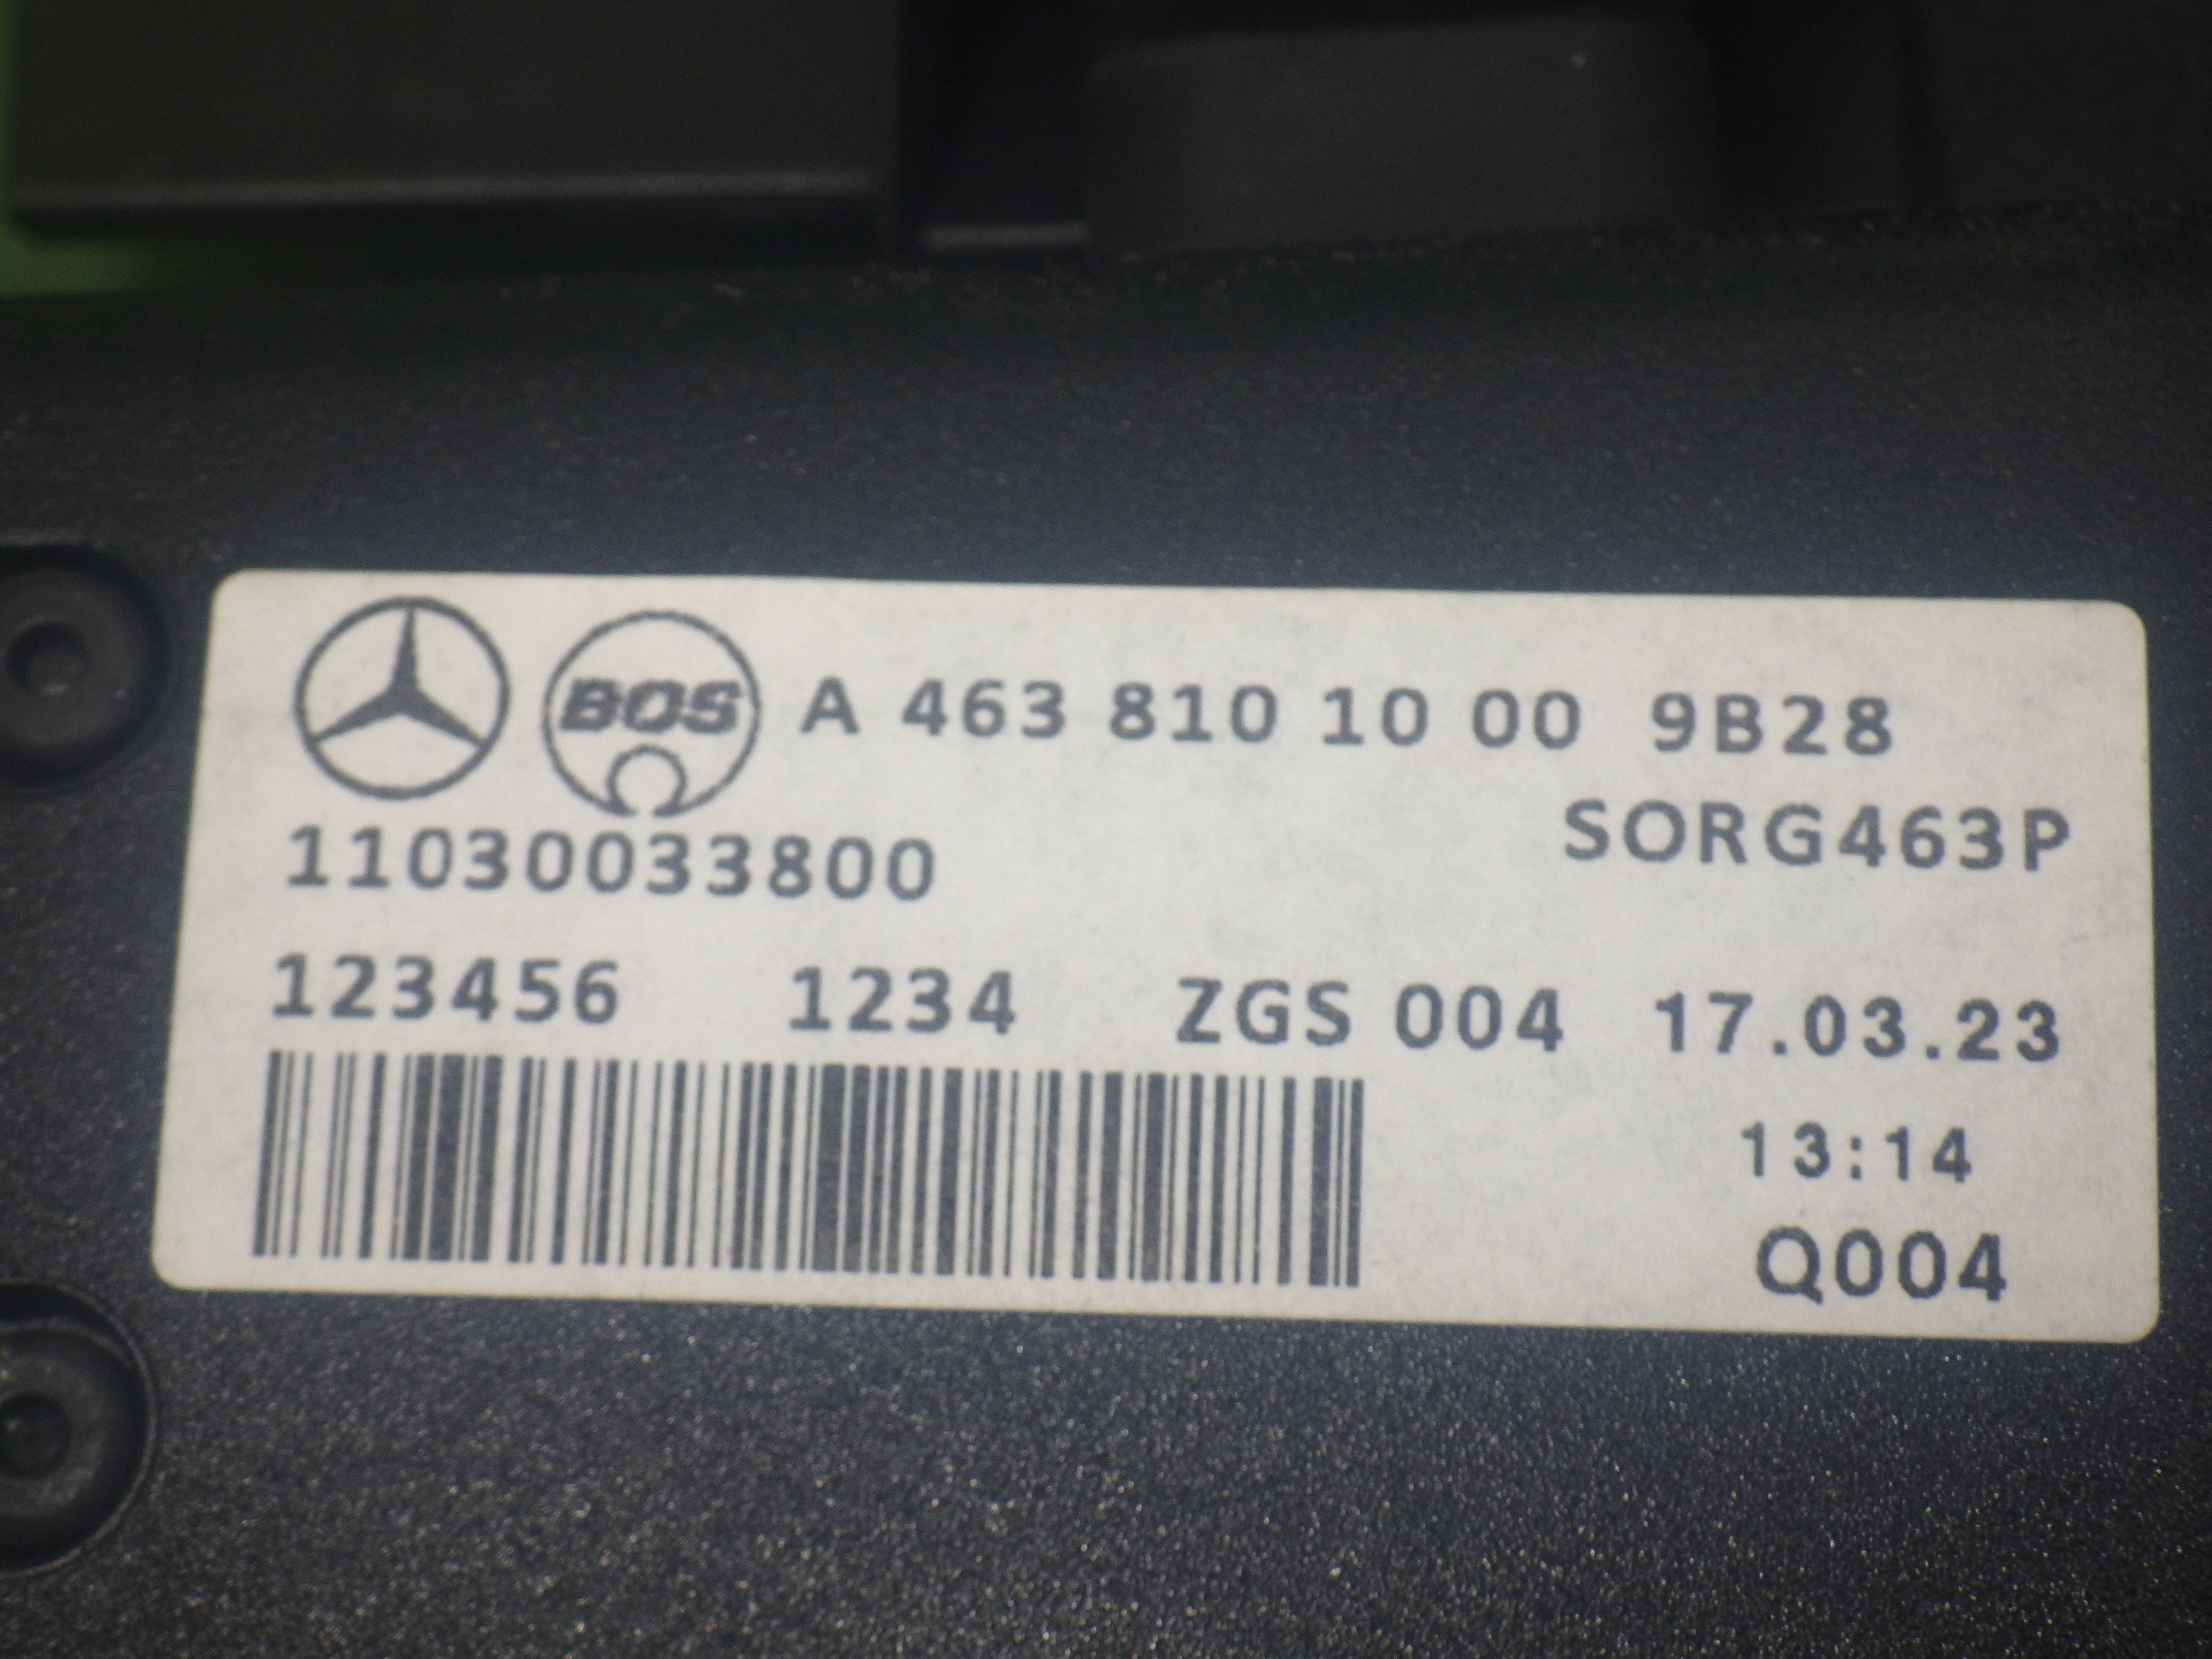 BOS A 463 810 10 00 9B28
SORG463P
11030033800
123456 1234 ZGS 004 17.03.23
13:14
Q004